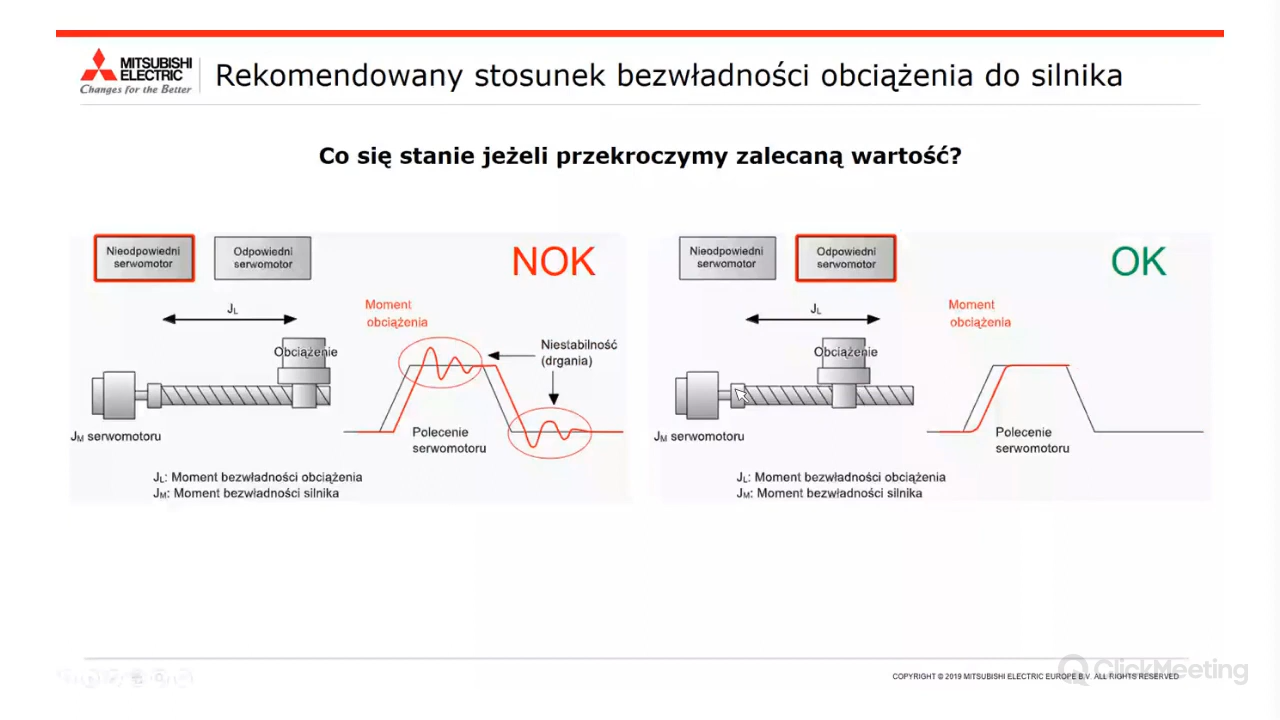 MITSUBISHI
ELECTRIC
Changes for the Better
Rekomendowany stosunek bezwładności obciążenia do silnika
Co się stanie jeżeli przekroczymy zalecaną wartość?
Nieodpowiedni
serwomotor
Odpowiedni
serwomotor
NOK
JL
Moment
obciążenia
Obciążenie
Niestabilność
(drgania)
JM serwomotoru
Polecenie
serwomotoru
JL: Moment bezwładności obciążenia
JM: Moment bezwładności silnika
Nieodpowiedni
serwomotor
Odpowiedni
serwomotor
OK
JL
Moment
obciążenia
Obciążenie
JM serwomotoru
Polecenie
serwomotoru
JL: Moment bezwładności obciążenia
JM: Moment bezwładności silnika
COPYRIGHT © 2019 MITSUBISHI ELECTRIC EUROPE B.V. ALL RIGHTS RESERVED
ClickMeeting